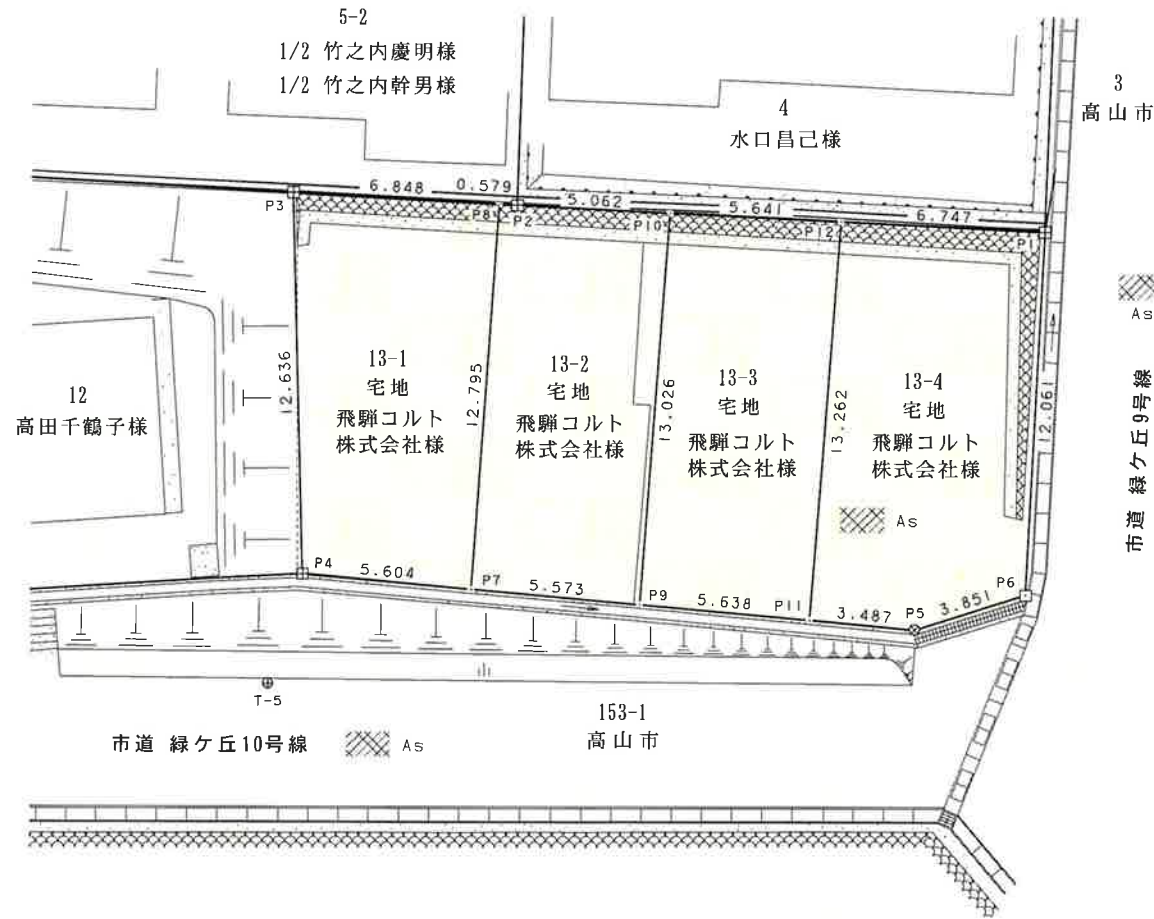 5-2
1/2 竹之内慶明様
1/2 竹之内幹男様
4
水口昌己様
3
高山市
6.848
0.579
5.062
5.641
6.747
P3
P8
P2
P10
P12
P1
As
12
高田千鶴子様
12.636
13-1
宅地
飛騨コルト
株式会社様
12.795
13-2
宅地
飛騨コルト
株式会社様
13.026
13-3
宅地
飛騨コルト
株式会社様
13.262
13-4
宅地
飛騨コルト
株式会社様
As
12.061
市道 緑ケ丘9号線
P4
5.604
P7
5.573
P9
5.638
P11
3.487
P5
3.851
P6
T-5
153-1
高山市
市道 緑ケ丘10号線
As